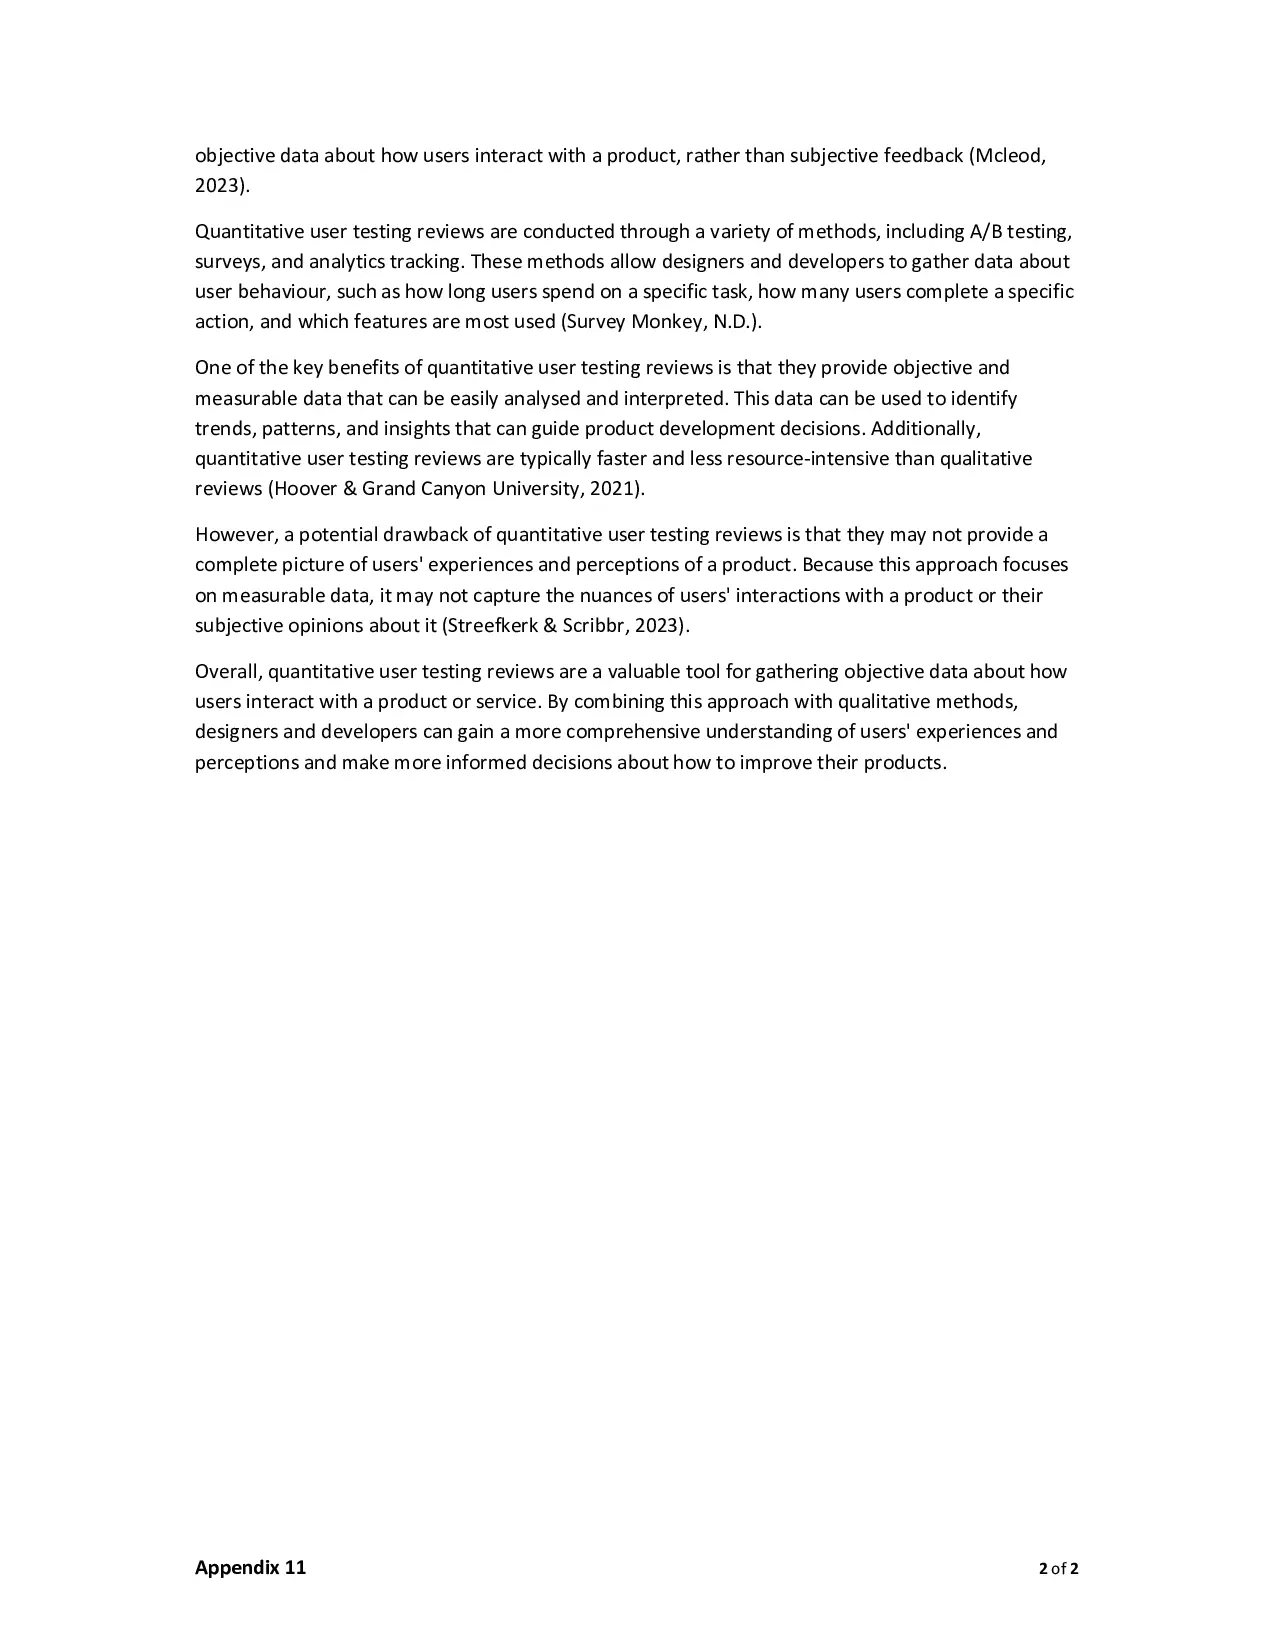 objective data about how users interact with a product, rather than subjective feedback (Mcleod,
2023).
Quantitative user testing reviews are conducted through a variety of methods, including A/B testing,
surveys, and analytics tracking. These methods allow designers and developers to gather data about
user behaviour, such as how long users spend on a specific task, how many users complete a specific
action, and which features are most used (Survey Monkey, N.D.).
One of the key benefits of quantitative user testing reviews is that they provide objective and
measurable data that can be easily analysed and interpreted. This data can be used to identify
trends, patterns, and insights that can guide product development decisions. Additionally,
quantitative user testing reviews are typically faster and less resource-intensive than qualitative
reviews (Hoover & Grand Canyon University, 2021).
However, a potential drawback of quantitative user testing reviews is that they may not provide a
complete picture of users' experiences and perceptions of a product. Because this approach focuses
on measurable data, it may not capture the nuances of users' interactions with a product or their
subjective opinions about it (Streefkerk & Scribbr, 2023).
Overall, quantitative user testing reviews are a valuable tool for gathering objective data about how
users interact with a product or service. By combining this approach with qualitative methods,
designers and developers can gain a more comprehensive understanding of users' experiences and
perceptions and make more informed decisions about how to improve their products.
Appendix 11 2 of 2